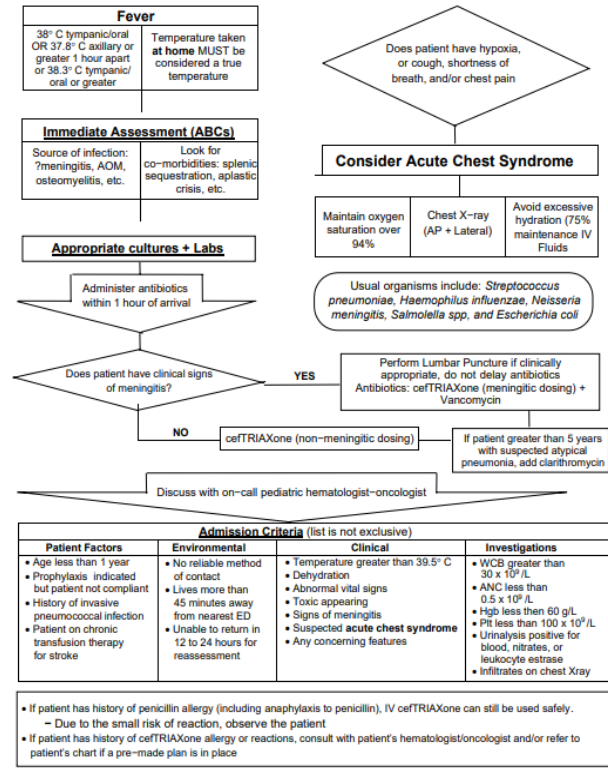 Fever
38° C tympanic/oral
OR 37.8° C axillary or
greater 1 hour apart
or 38.3° C tympanic/
oral or greater
Temperature taken
at home MUST be
considered a true
temperature
Immediate Assessment (ABCs)
Source of infection:
?meningitis, AOM,
osteomyelitis, etc.
Look for
co-morbidities: splenic
sequestration, aplastic
crisis, etc.
Appropriate cultures + Labs
Administer antibiotics
within 1 hour of arrival
Does patient have hypoxia,
or cough, shortness of
breath, and/or chest pain
Consider Acute Chest Syndrome
Maintain oxygen
saturation over
94%
Chest X-ray
(AP + Lateral)
Avoid excessive
hydration (75%
maintenance IV
Fluids
Usual organisms include: Streptococcus
pneumoniae, Haemophilus influenzae, Neisseria
meningitis, Salmolella spp, and Escherichia coli
Does patient have clinical signs
of meningitis?
YES
Perform Lumbar Puncture if clinically
appropriate, do not delay antibiotics
Antibiotics: cefTRIAXone (meningitic dosing) +
Vancomycin
NO
cefTRIAXone (non-meningitic dosing)
If patient greater than 5 years
with suspected atypical
pneumonia, add clarithromycin
Discuss with on-call pediatric hematologist-oncologist
Admission Criteria (list is not exclusive)
Patient Factors
• Age less than 1 year
• Prophylaxis indicated
but patient not compliant
• History of invasive
pneumococcal infection
• Patient on chronic
transfusion therapy
for stroke
Environmental
• No reliable method
of contact
• Lives more than
45 minutes away
from nearest ED
• Unable to return in
12 to 24 hours for
reassessment
Clinical
• Temperature greater than 39.5° C
• Dehydration
• Abnormal vital signs
• Toxic appearing
• Signs of meningitis
• Suspected acute chest syndrome
• Any concerning features
Investigations
• WCB greater than
30 x 10⁹ /L
• ANC less than
0.5 x 10⁹ /L
• Hgb less then 60 g/L
• Plt less than 100 x 10⁹ /L
• Urinalysis positive for
blood, nitrates, or
leukocyte estrase
• Infiltrates on chest Xray
• If patient has history of penicillin allergy (including anaphylaxis to penicillin), IV cefTRIAXone can still be used safely.
– Due to the small risk of reaction, observe the patient
• If patient has history of cefTRIAXone allergy or reactions, consult with patient's hematologist/oncologist and/or refer to
patient's chart if a pre-made plan is in place